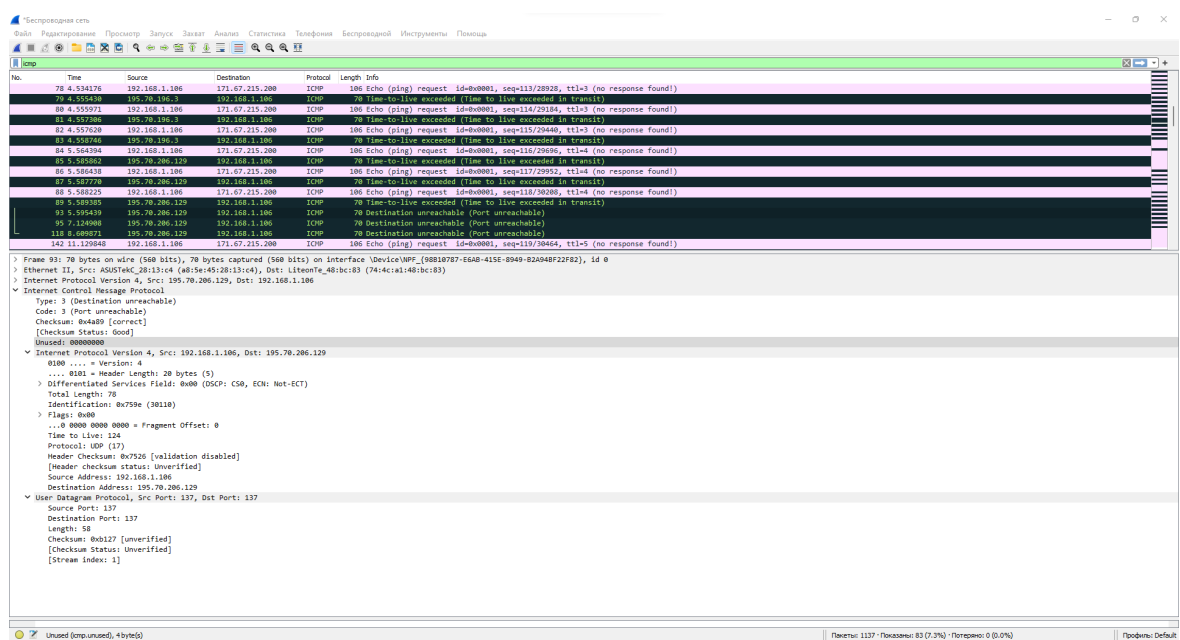 *Беспроводная сеть
Файл Редактирование Просмотр Запуск Захват Анализ Статистика Телефония Беспроводной Инструменты Помощь
icmp
No. Time Source Destination Protocol Length Info
78 4.534176 192.168.1.106 171.67.215.200 ICMP 106 Echo (ping) request id=0x0001, seq=113/28928, ttl=3 (no response found!)
79 4.555430 195.70.196.3 192.168.1.106 ICMP 70 Time-to-live exceeded (Time to live exceeded in transit)
80 4.555971 192.168.1.106 171.67.215.200 ICMP 106 Echo (ping) request id=0x0001, seq=114/29184, ttl=3 (no response found!)
81 4.557306 195.70.196.3 192.168.1.106 ICMP 70 Time-to-live exceeded (Time to live exceeded in transit)
82 4.557620 192.168.1.106 171.67.215.200 ICMP 106 Echo (ping) request id=0x0001, seq=115/29440, ttl=3 (no response found!)
83 4.558746 195.70.196.3 192.168.1.106 ICMP 70 Time-to-live exceeded (Time to live exceeded in transit)
84 5.564394 192.168.1.106 171.67.215.200 ICMP 106 Echo (ping) request id=0x0001, seq=116/29696, ttl=4 (no response found!)
85 5.585862 195.70.206.129 192.168.1.106 ICMP 70 Time-to-live exceeded (Time to live exceeded in transit)
86 5.586438 192.168.1.106 171.67.215.200 ICMP 106 Echo (ping) request id=0x0001, seq=117/29952, ttl=4 (no response found!)
87 5.587770 195.70.206.129 192.168.1.106 ICMP 70 Time-to-live exceeded (Time to live exceeded in transit)
88 5.588225 192.168.1.106 171.67.215.200 ICMP 106 Echo (ping) request id=0x0001, seq=118/30208, ttl=4 (no response found!)
89 5.589385 195.70.206.129 192.168.1.106 ICMP 70 Time-to-live exceeded (Time to live exceeded in transit)
93 5.595439 195.70.206.129 192.168.1.106 ICMP 70 Destination unreachable (Port unreachable)
95 7.124908 195.70.206.129 192.168.1.106 ICMP 70 Destination unreachable (Port unreachable)
118 8.609871 195.70.206.129 192.168.1.106 ICMP 70 Destination unreachable (Port unreachable)
142 11.129848 192.168.1.106 171.67.215.200 ICMP 106 Echo (ping) request id=0x0001, seq=119/30464, ttl=5 (no response found!)
Frame 93: 70 bytes on wire (560 bits), 70 bytes captured (560 bits) on interface \Device\NPF_{98B10787-E6AB-415E-8949-B2A94BF22F82}, id 0
Ethernet II, Src: ASUSTekC_28:13:c4 (a8:5e:45:28:13:c4), Dst: LiteonTe_48:bc:83 (74:4c:a1:48:bc:83)
Internet Protocol Version 4, Src: 195.70.206.129, Dst: 192.168.1.106
Internet Control Message Protocol
Type: 3 (Destination unreachable)
Code: 3 (Port unreachable)
Checksum: 0x4a89 [correct]
[Checksum Status: Good]
Unused: 00000000
Internet Protocol Version 4, Src: 192.168.1.106, Dst: 195.70.206.129
0100 .... = Version: 4
.... 0101 = Header Length: 20 bytes (5)
Differentiated Services Field: 0x00 (DSCP: CS0, ECN: Not-ECT)
Total Length: 78
Identification: 0x759e (30110)
Flags: 0x00
...0 0000 0000 0000 = Fragment Offset: 0
Time to Live: 124
Protocol: UDP (17)
Header Checksum: 0x7526 [validation disabled]
[Header checksum status: Unverified]
Source Address: 192.168.1.106
Destination Address: 195.70.206.129
User Datagram Protocol, Src Port: 137, Dst Port: 137
Source Port: 137
Destination Port: 137
Length: 58
Checksum: 0xb127 [unverified]
[Checksum Status: Unverified]
[Stream index: 1]
Unused (icmp.unused), 4 byte(s)
Пакеты: 1137 · Показаны: 83 (7.3%) · Потеряно: 0 (0.0%)
Профиль: Default